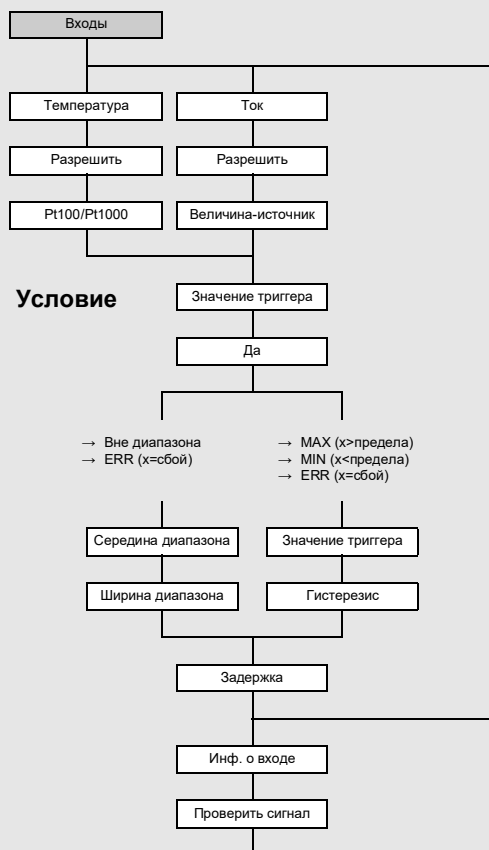 Входы
Температура
Ток
Разрешить
Разрешить
Pt100/Pt1000
Величина-источник
Условие
Значение триггера
Да
→ Вне диапазона
→ ERR (x=сбой)
→ MAX (x>предела)
→ MIN (x<предела)
→ ERR (x=сбой)
Середина диапазона
Значение триггера
Ширина диапазона
Гистерезис
Задержка
Инф. о входе
Проверить сигнал